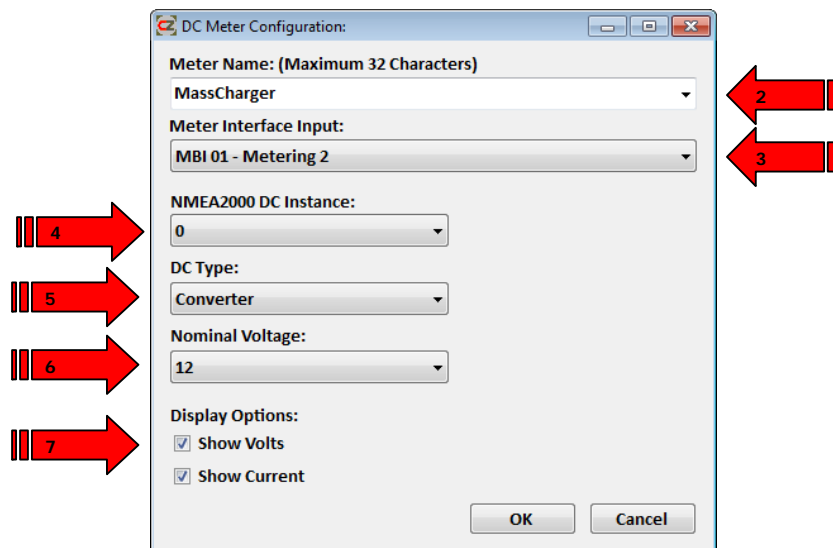 DC Meter Configuration:
Meter Name: (Maximum 32 Characters)
MassCharger
2
Meter Interface Input:
MBI 01 - Metering 2
3
NMEA2000 DC Instance:
4
0
DC Type:
5
Converter
Nominal Voltage:
6
12
Display Options:
7
Show Volts
Show Current
OK
Cancel